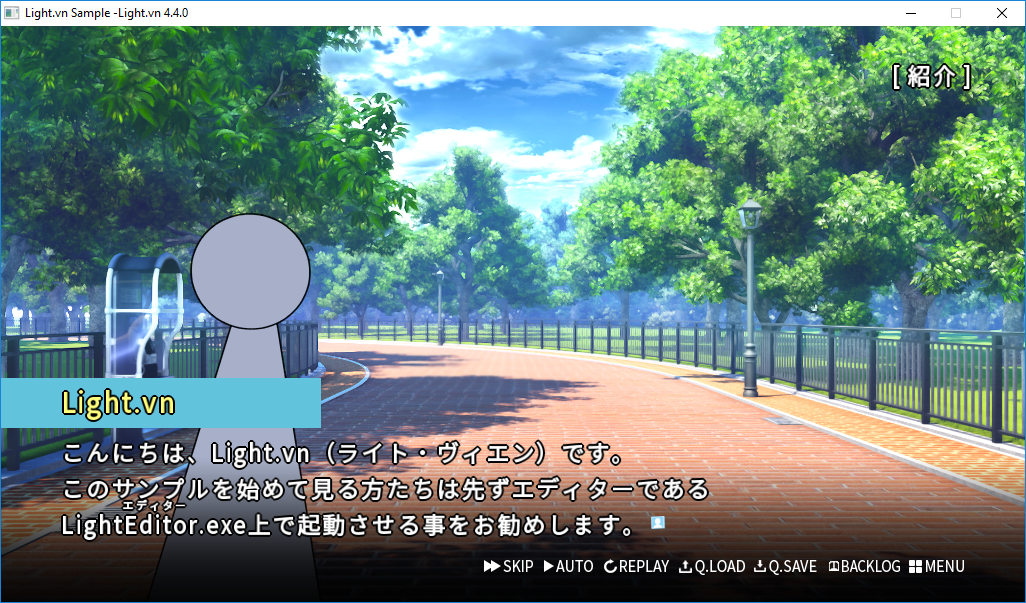 Light.vn Sample -Light.vn 4.4.0
[ 紹介 ]
Light.vn
こんにちは、Light.vn（ライト・ヴィエン）です。
このサンプルを始めて見る方たちは先ずエディターである
エディター
LightEditor.exe上で起動させる事をお勧めします。
SKIP AUTO REPLAY Q.LOAD Q.SAVE BACKLOG MENU